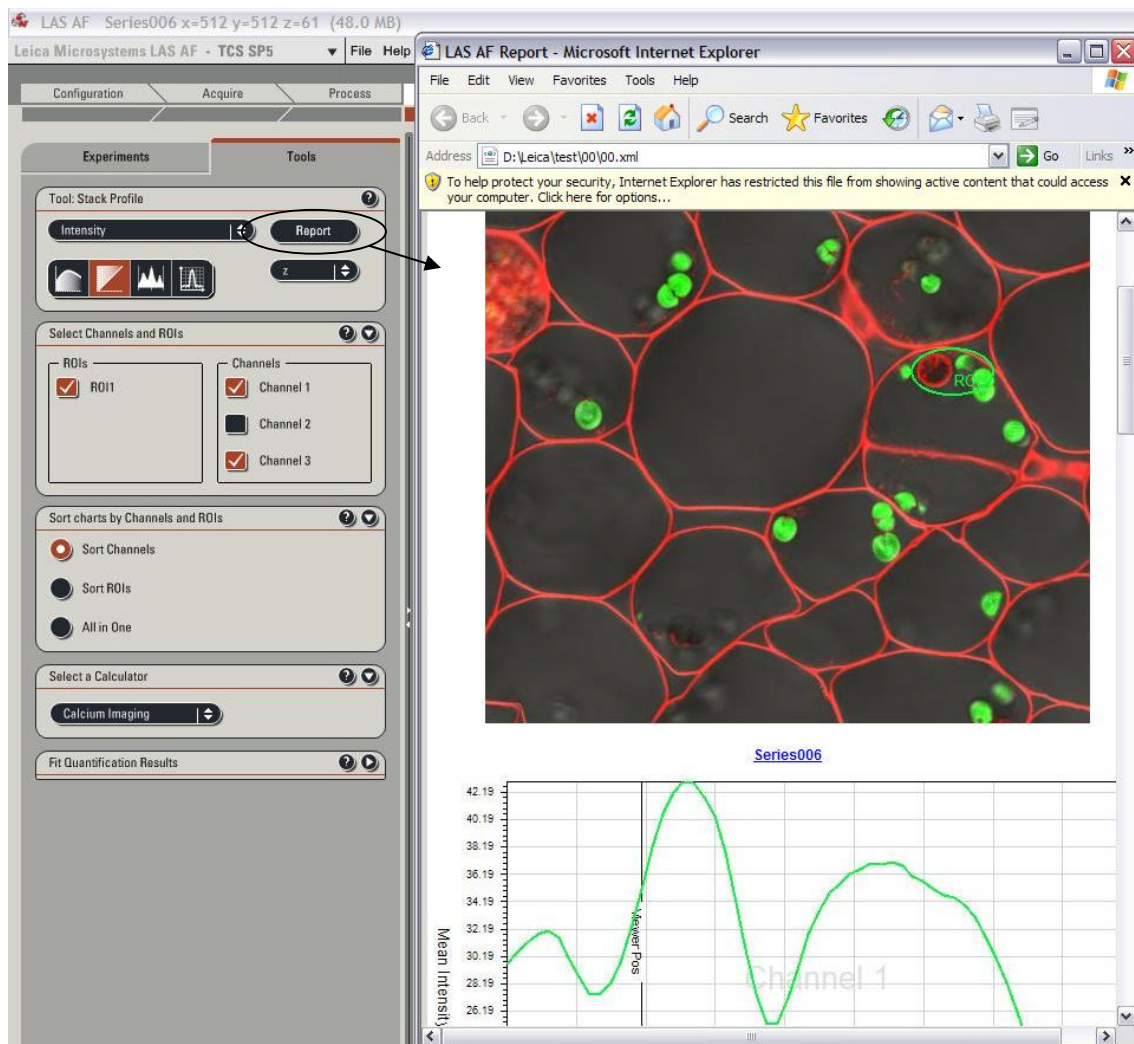 LAS AF Series006 x=512 y=512 z=61 (48.0 MB)
Leica Microsystems LAS AF - TCS SP5 File Help
Configuration Acquire Process
Experiments Tools
Tool: Stack Profile ?
Intensity Report
z
Select Channels and ROIs ?
ROIs Channels
ROI1 Channel 1
Channel 2
Channel 3
Sort charts by Channels and ROIs ?
Sort Channels
Sort ROIs
All in One
Select a Calculator ?
Calcium Imaging
Fit Quantification Results ?
LAS AF Report - Microsoft Internet Explorer
File Edit View Favorites Tools Help
Back Search Favorites
Address D:\Leica\test\00\00.xml Go Links »
To help protect your security, Internet Explorer has restricted this file from showing active content that could access
your computer. Click here for options...
Series006
42.19
40.19
38.19
36.19
34.19
32.19
30.19
28.19
26.19
Mean Intensity
Viewer Pos
Channel 1